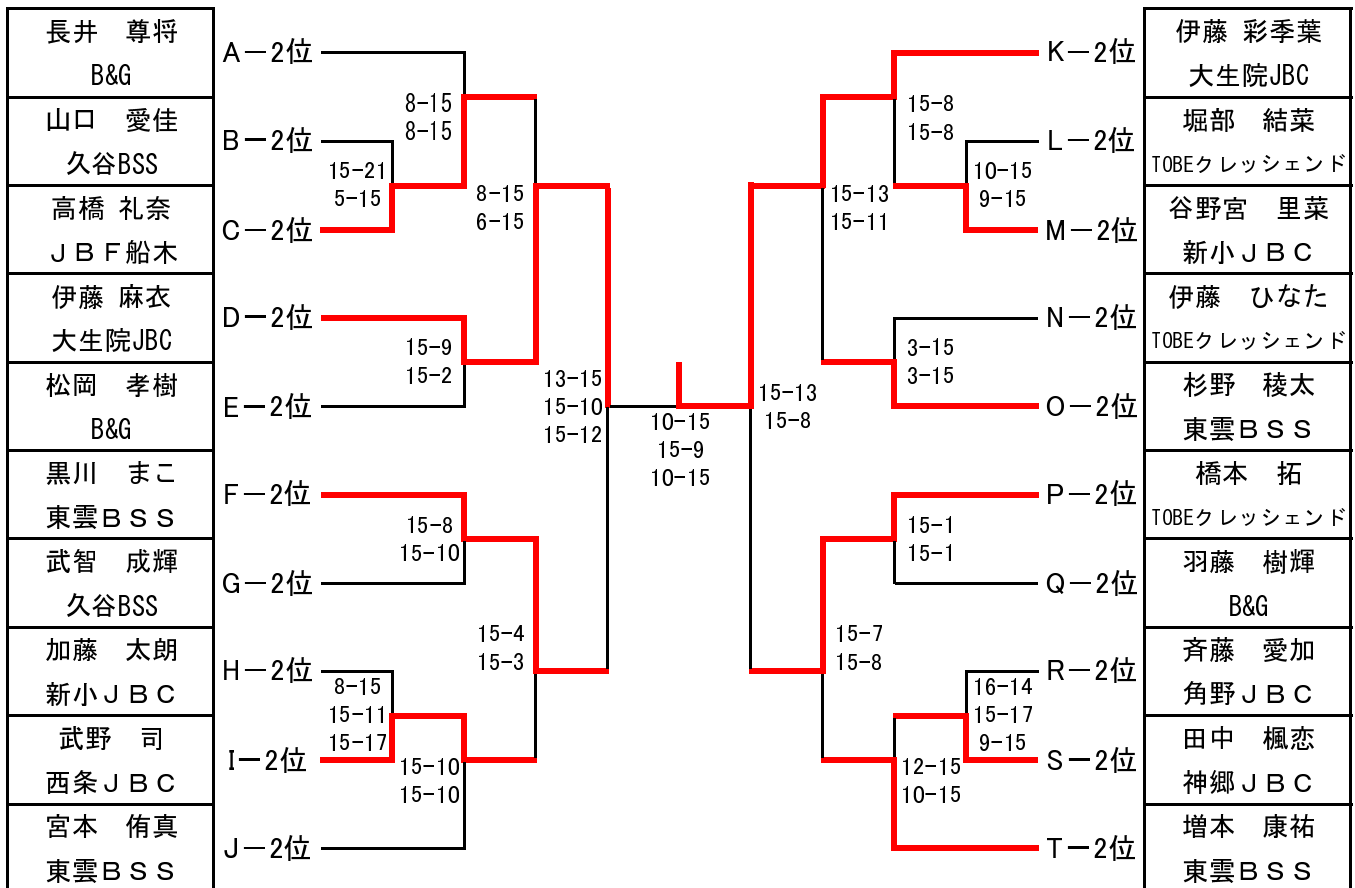 長井　尊将
B&G
山口　愛佳
久谷BSS
高橋 礼奈
ＪＢＦ船木
伊藤 麻衣
大生院JBC
松岡　孝樹
B&G
黒川　まこ
東雲ＢＳＳ
武智　成輝
久谷BSS
加藤　太朗
新小ＪＢＣ
武野 司
西条ＪＢＣ
宮本　侑真
東雲ＢＳＳ
A－2位
B－2位
C－2位
D－2位
E－2位
F－2位
G－2位
H－2位
I－2位
J－2位
15-21
5-15
8-15
15-11
15-17
8-15
8-15
15-9
15-2
15-8
15-10
15-10
15-10
8-15
6-15
15-4
15-3
13-15
15-10
15-12
10-15
15-9
10-15
15-13
15-8
15-13
15-11
15-7
15-8
15-8
15-8
3-15
3-15
15-1
15-1
12-15
10-15
10-15
9-15
16-14
15-17
9-15
K－2位
L－2位
M－2位
N－2位
O－2位
P－2位
Q－2位
R－2位
S－2位
T－2位
伊藤 彩季葉
大生院JBC
堀部　結菜
TOBEクレッシェンド
谷野宮　里菜
新小ＪＢＣ
伊藤　ひなた
TOBEクレッシェンド
杉野　稜太
東雲ＢＳＳ
橋本　拓
TOBEクレッシェンド
羽藤　樹輝
B&G
斉藤　愛加
角野ＪＢＣ
田中　楓恋
神郷ＪＢＣ
増本　康祐
東雲ＢＳＳ